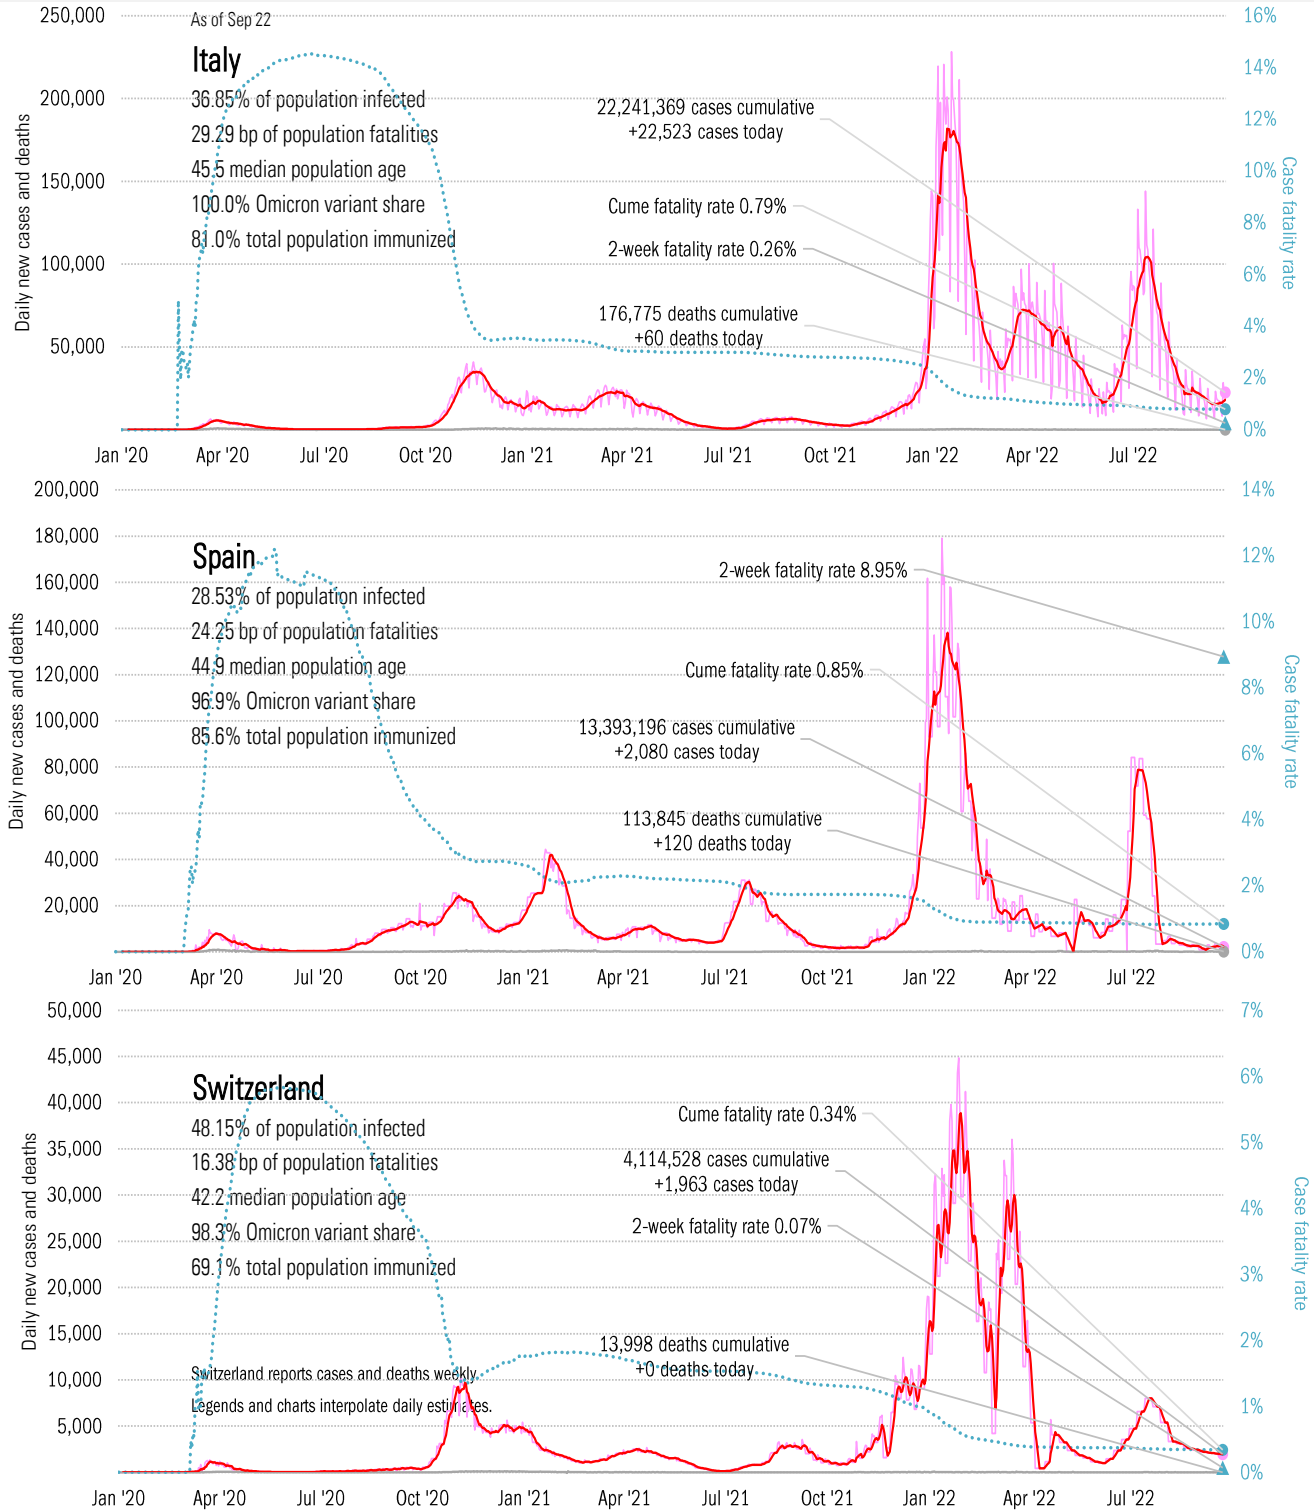 As of Sep 22
Italy
36.85% of population infected
29.29 bp of population fatalities
45.5 median population age
100.0% Omicron variant share
81.0% total population immunized
22,241,369 cases cumulative
+22,523 cases today
Cume fatality rate 0.79%
2-week fatality rate 0.26%
176,775 deaths cumulative
+60 deaths today
Daily new cases and deaths
250,000
200,000
150,000
100,000
50,000
Case fatality rate
16%
14%
12%
10%
8%
6%
4%
2%
0%
Jan '20 Apr '20 Jul '20 Oct '20 Jan '21 Apr '21 Jul '21 Oct '21 Jan '22 Apr '22 Jul '22
Spain
28.53% of population infected
24.25 bp of population fatalities
44.9 median population age
96.9% Omicron variant share
85.6% total population immunized
2-week fatality rate 8.95%
Cume fatality rate 0.85%
13,393,196 cases cumulative
+2,080 cases today
113,845 deaths cumulative
+120 deaths today
Daily new cases and deaths
200,000
180,000
160,000
140,000
120,000
100,000
80,000
60,000
40,000
20,000
Case fatality rate
14%
12%
10%
8%
6%
4%
2%
0%
Jan '20 Apr '20 Jul '20 Oct '20 Jan '21 Apr '21 Jul '21 Oct '21 Jan '22 Apr '22 Jul '22
Switzerland
48.15% of population infected
16.38 bp of population fatalities
42.2 median population age
98.3% Omicron variant share
69.1% total population immunized
Switzerland reports cases and deaths weekly.
Legends and charts interpolate daily estimates.
Cume fatality rate 0.34%
4,114,528 cases cumulative
+1,963 cases today
2-week fatality rate 0.07%
13,998 deaths cumulative
+0 deaths today
Daily new cases and deaths
50,000
45,000
40,000
35,000
30,000
25,000
20,000
15,000
10,000
5,000
Case fatality rate
7%
6%
5%
4%
3%
2%
1%
0%
Jan '20 Apr '20 Jul '20 Oct '20 Jan '21 Apr '21 Jul '21 Oct '21 Jan '22 Apr '22 Jul '22